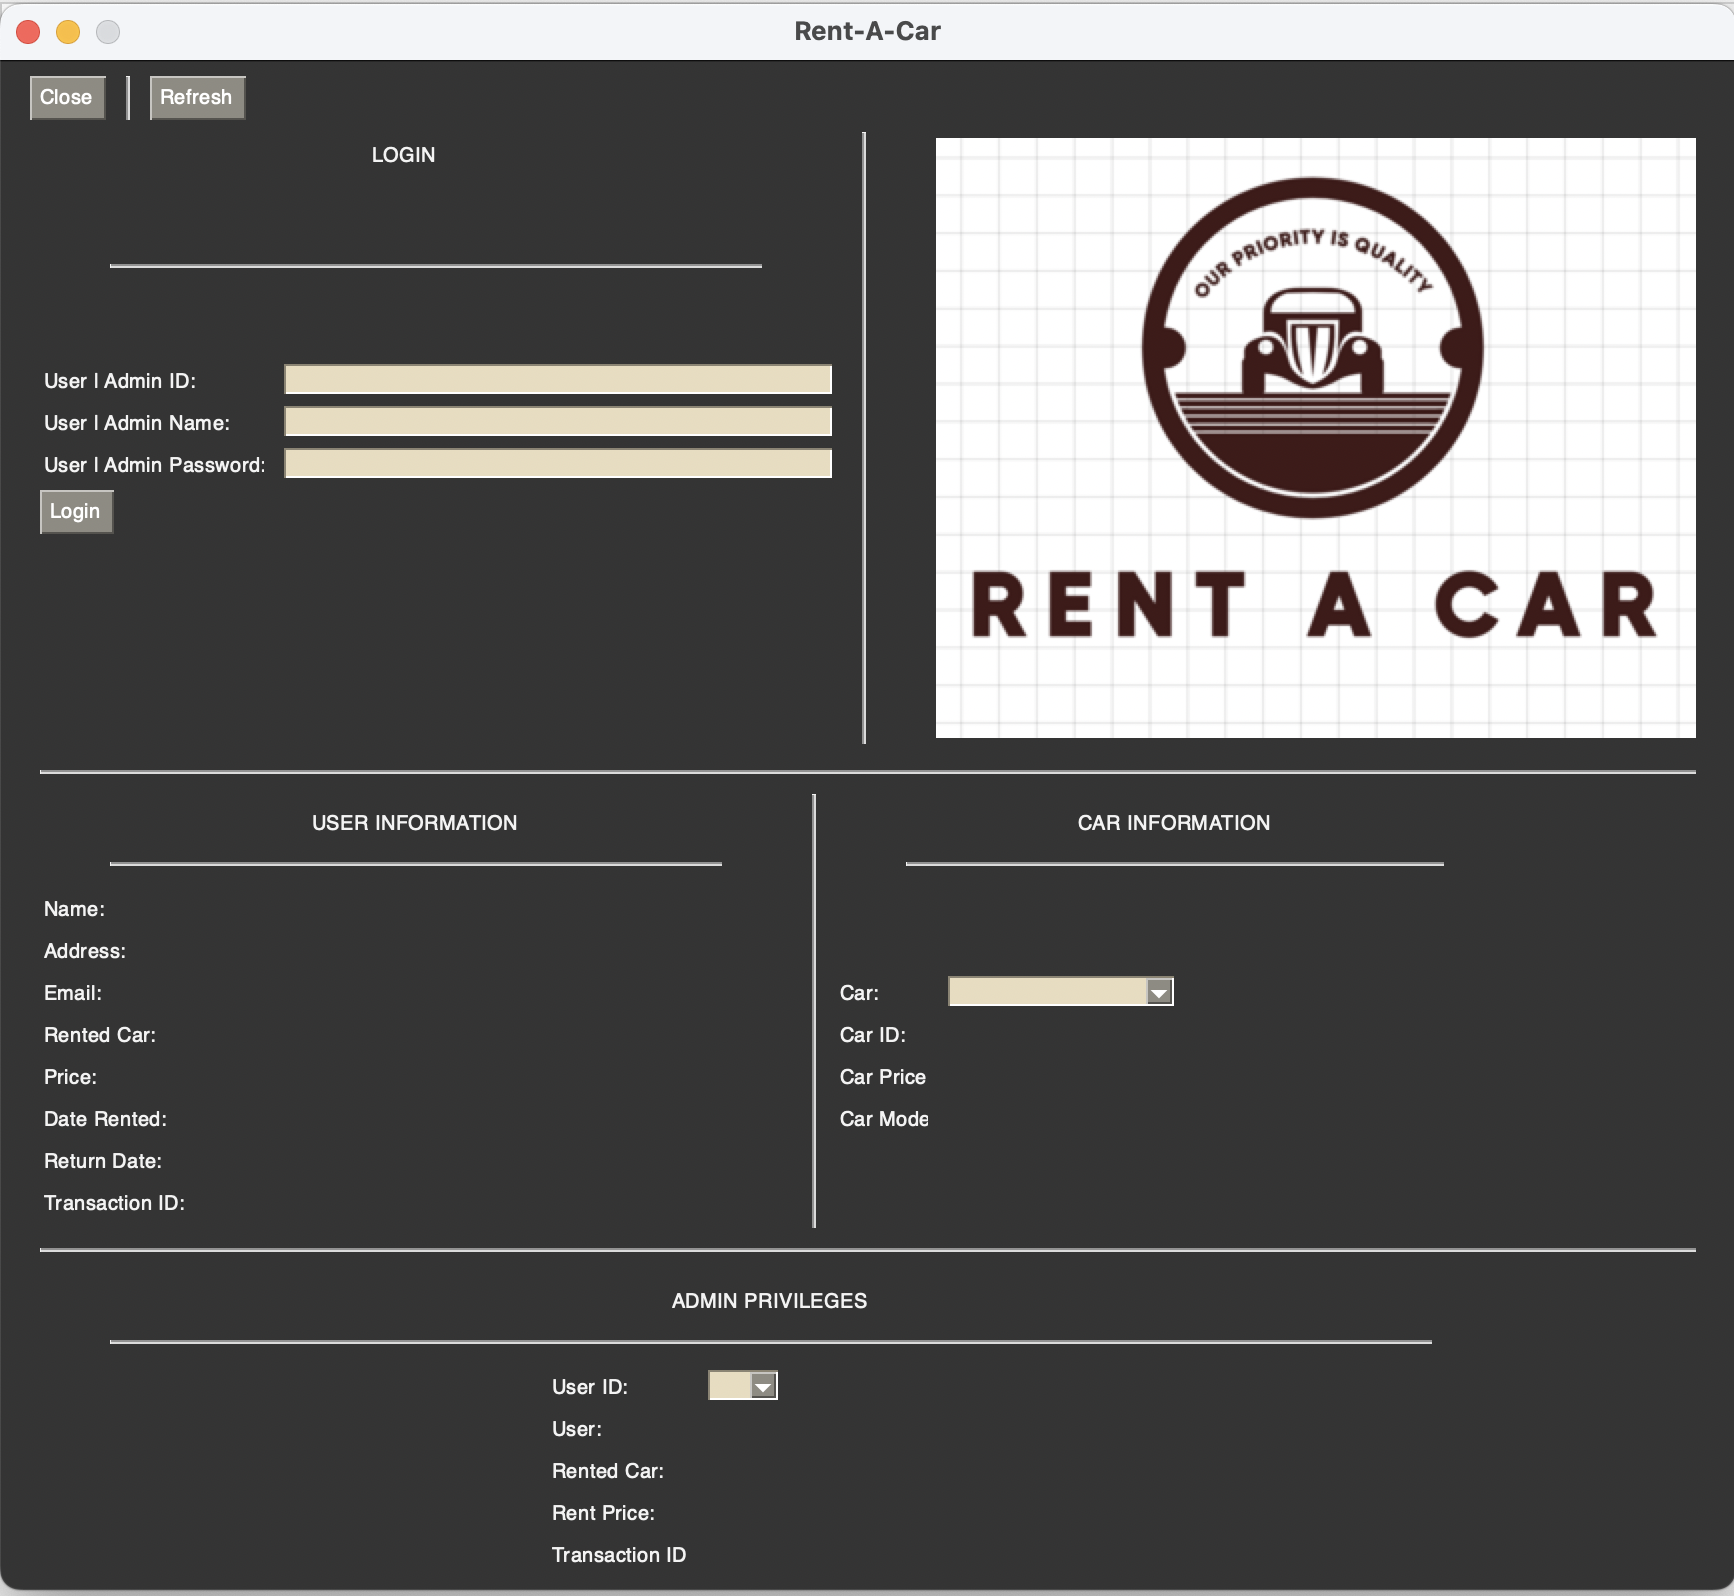 Rent-A-Car
Close
Refresh
LOGIN
User | Admin ID:
User | Admin Name:
User | Admin Password:
Login
OUR PRIORITY IS QUALITY
RENT A CAR
USER INFORMATION
Name:
Address:
Email:
Rented Car:
Price:
Date Rented:
Return Date:
Transaction ID:
CAR INFORMATION
Car:
Car ID:
Car Price
Car Mode
ADMIN PRIVILEGES
User ID:
User:
Rented Car:
Rent Price:
Transaction ID